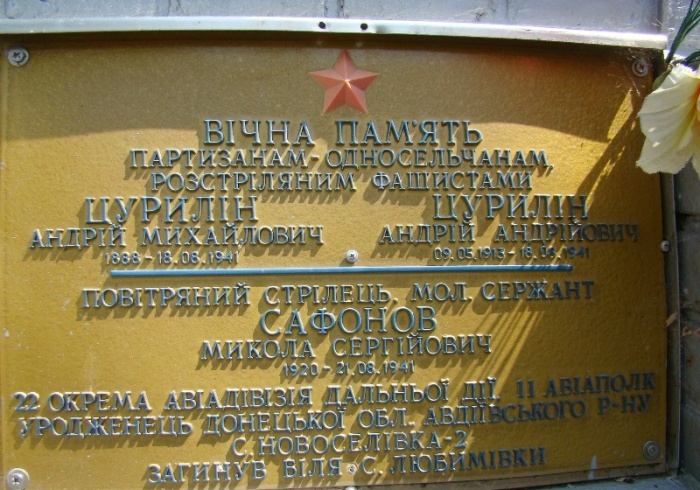 ВІЧНА ПАМ'ЯТЬ
ПАРТИЗАНАМ-ОДНОСЕЛЬЧАНАМ,
РОЗСТРІЛЯНИМ ФАШИСТАМИ
ЦУРИЛІН ЦУРИЛІН
АНДРІЙ МИХАЙЛОВИЧ АНДРІЙ АНДРІЙОВИЧ
1888-18.08.1941 09.05.1913-18.08.1941
ПОВІТРЯНИЙ СТРІЛЕЦЬ, МОЛ. СЕРЖАНТ
САФОНОВ
МИКОЛА СЕРГІЙОВИЧ
1920-21.08.1941
22 ОКРЕМА АВІАДИВІЗІЯ ДАЛЬНЬОЇ ДІЇ, 11 АВІАПОЛК
УРОДЖЕНЕЦЬ ДОНЕЦЬКОЇ ОБЛ. АВДІЇВСЬКОГО Р-НУ
С. НОВОСЕЛІВКА-2
ЗАГИНУВ БІЛЯ С. ЛЮБИМІВКИ